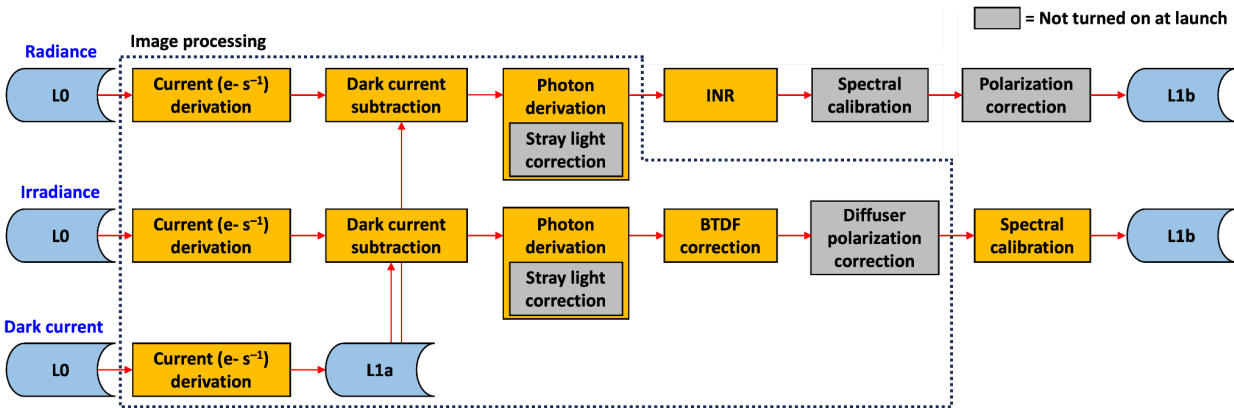 = Not turned on at launch
Image processing
Radiance
L0
Current (e- s⁻¹)
derivation
Dark current
subtraction
Photon
derivation
Stray light
correction
INR
Spectral
calibration
Polarization
correction
L1b
Irradiance
L0
Current (e- s⁻¹)
derivation
Dark current
subtraction
Photon
derivation
Stray light
correction
BTDF
correction
Diffuser
polarization
correction
Spectral
calibration
L1b
Dark current
L0
Current (e- s⁻¹)
derivation
L1a